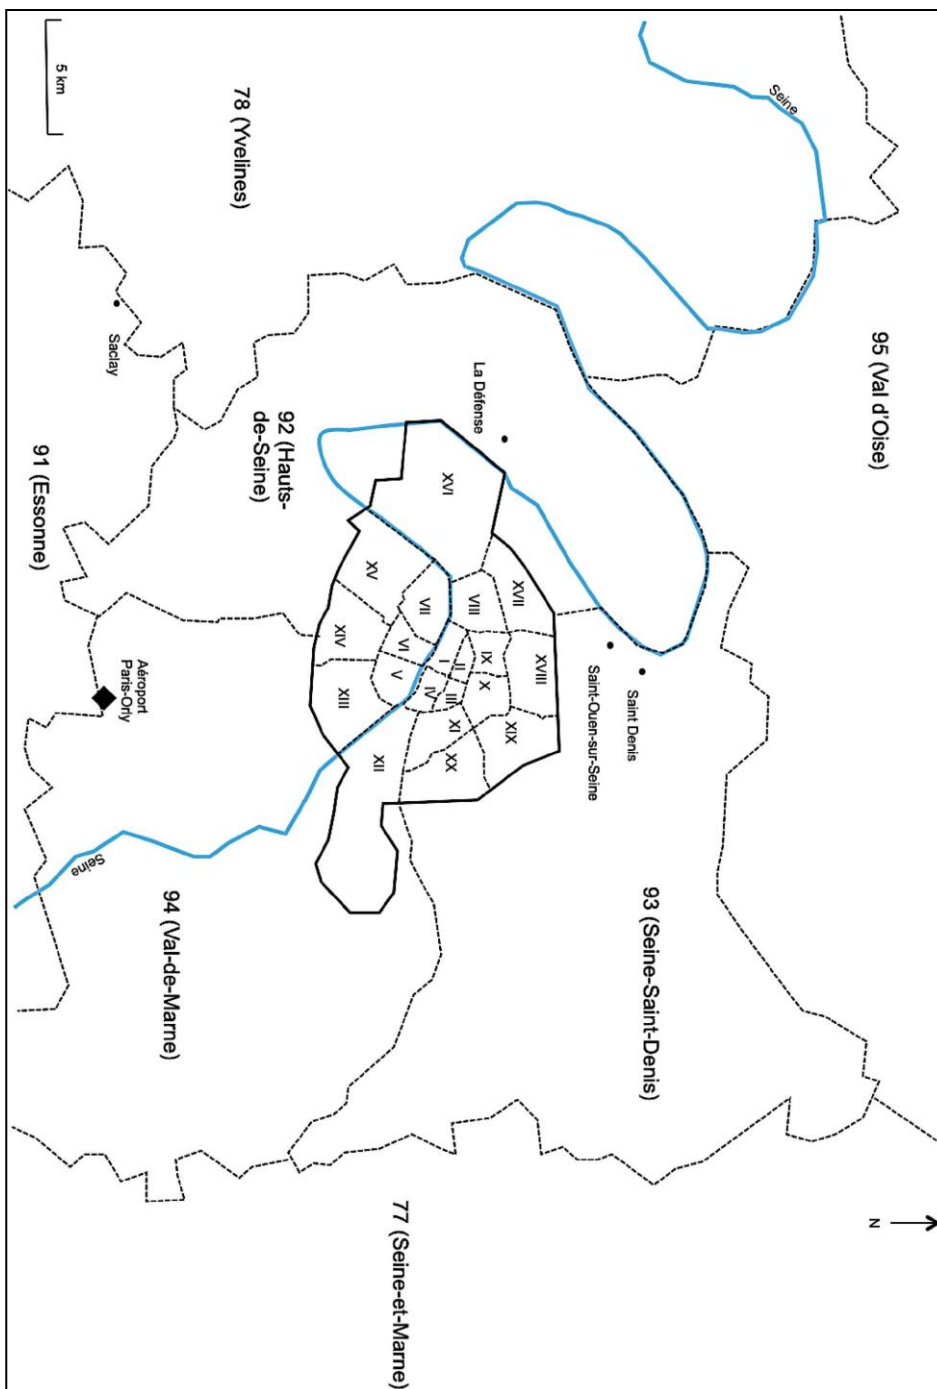 Seine
95 (Val d'Oise)
N
78 (Yvelines)
La Défense
Saint Denis
Saint-Ouen-sur-Seine
93 (Seine-Saint-Denis)
XVII
XVIII
XIX
XVI
VIII
IX
X
II
III
I
IV
XI
XX
VII
VI
V
XV
XIV
XIII
XII
92 (Hauts-
de-Seine)
77 (Seine-et-Marne)
Saclay
94 (Val-de-Marne)
Aéroport
Paris-Orly
Seine
91 (Essonne)
5 km